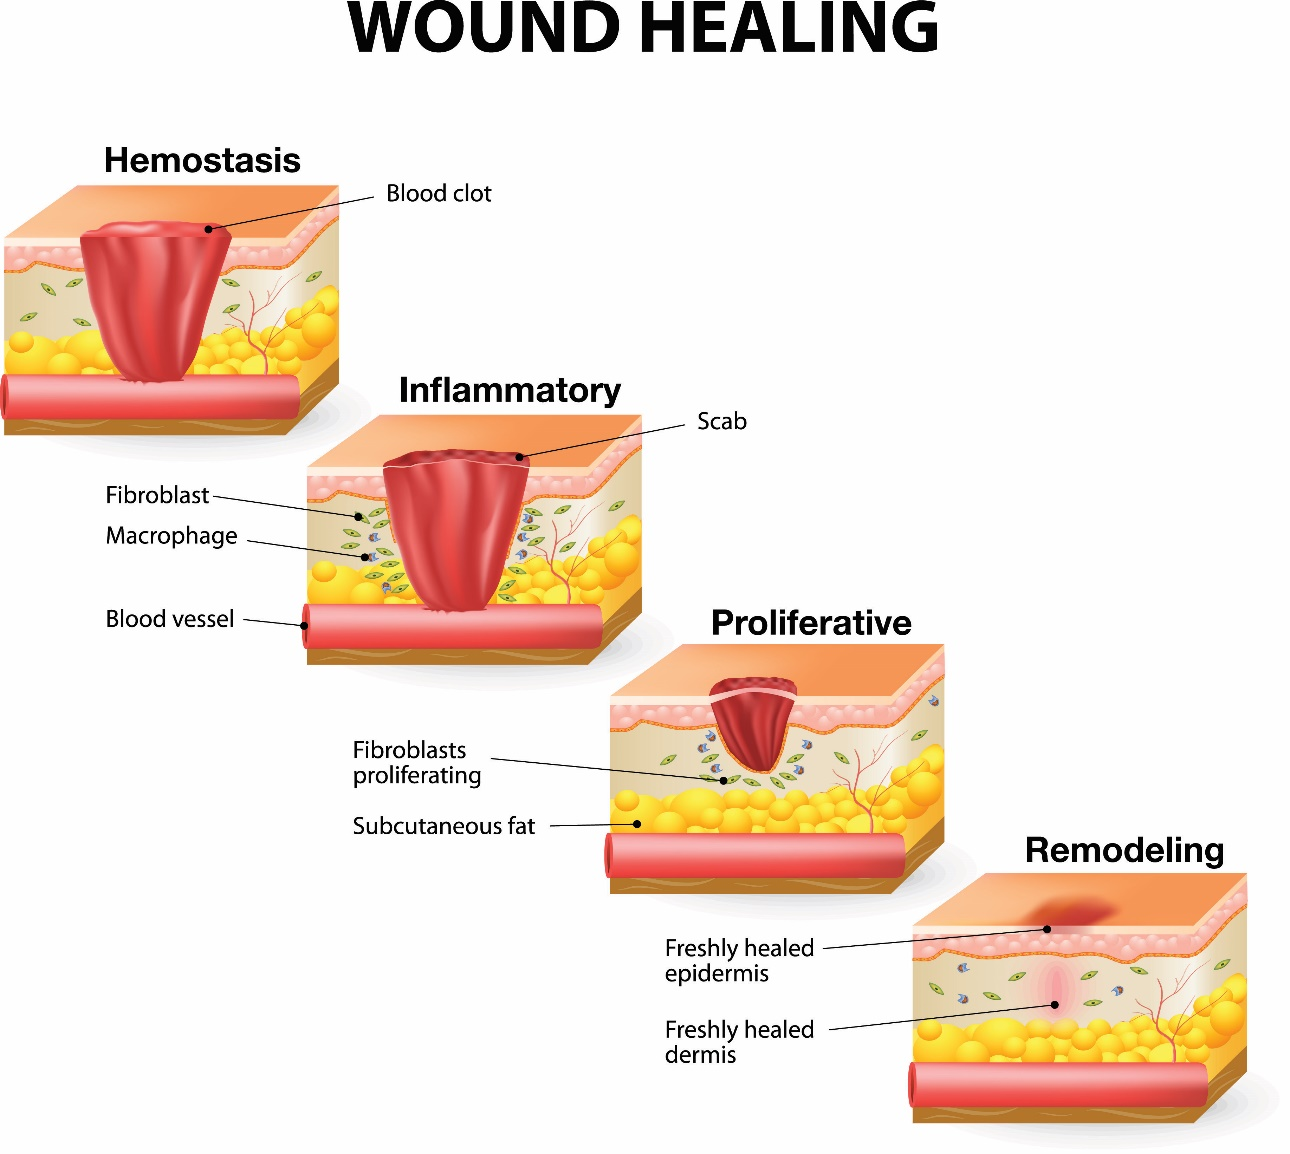 WOUND HEALING
Hemostasis
Blood clot
Inflammatory
Scab
Fibroblast
Macrophage
Blood vessel
Proliferative
Fibroblasts
proliferating
Subcutaneous fat
Remodeling
Freshly healed
epidermis
Freshly healed
dermis